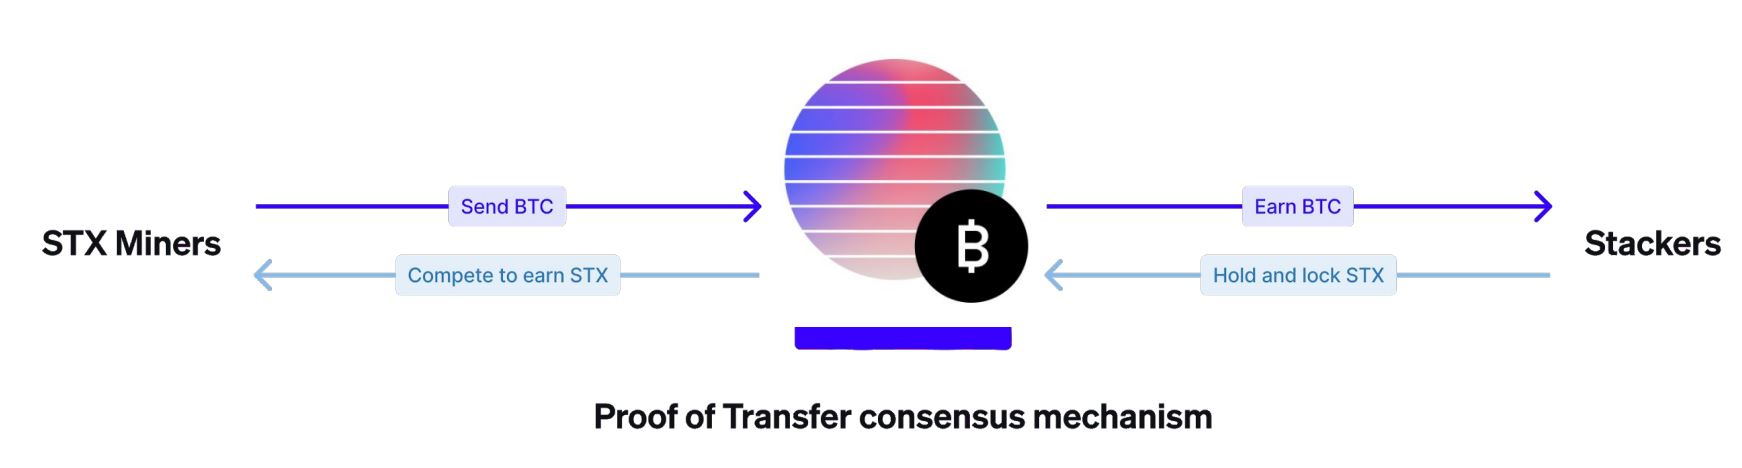 Send BTC
Earn BTC
STX Miners
Stackers
Compete to earn STX
Hold and lock STX
Proof of Transfer consensus mechanism